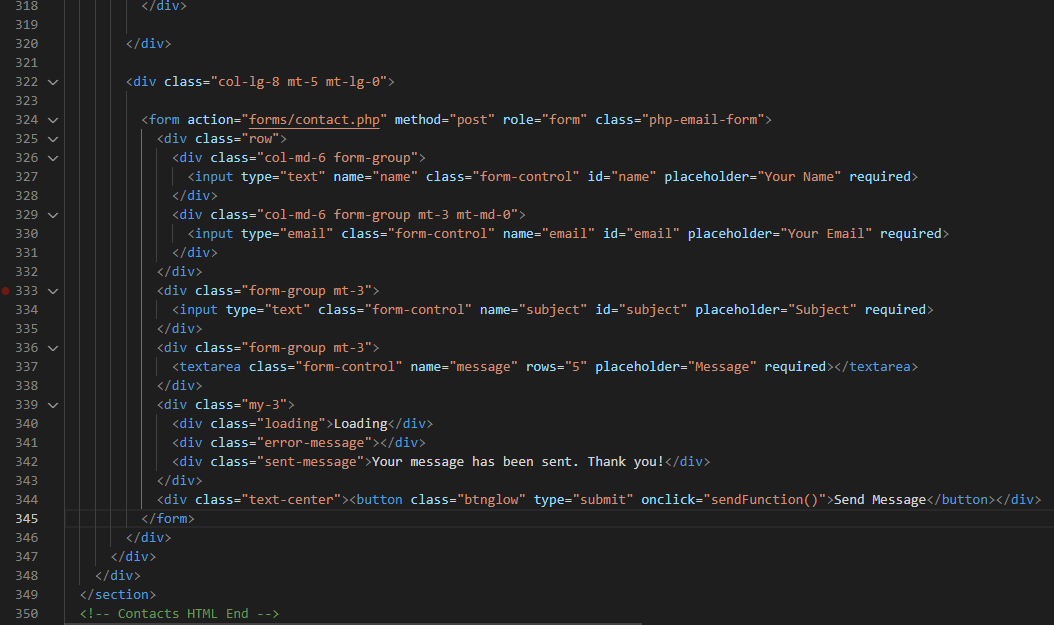 318 </div>
319
320 </div>
321
322 <div class="col-lg-8 mt-5 mt-lg-0">
323
324 <form action="forms/contact.php" method="post" role="form" class="php-email-form">
325 <div class="row">
326 <div class="col-md-6 form-group">
327 <input type="text" name="name" class="form-control" id="name" placeholder="Your Name" required>
328 </div>
329 <div class="col-md-6 form-group mt-3 mt-md-0">
330 <input type="email" class="form-control" name="email" id="email" placeholder="Your Email" required>
331 </div>
332 </div>
333 <div class="form-group mt-3">
334 <input type="text" class="form-control" name="subject" id="subject" placeholder="Subject" required>
335 </div>
336 <div class="form-group mt-3">
337 <textarea class="form-control" name="message" rows="5" placeholder="Message" required></textarea>
338 </div>
339 <div class="my-3">
340 <div class="loading">Loading</div>
341 <div class="error-message"></div>
342 <div class="sent-message">Your message has been sent. Thank you!</div>
343 </div>
344 <div class="text-center"><button class="btnglow" type="submit" onclick="sendFunction()">Send Message</button></div>
345 </form>
346 </div>
347 </div>
348 </div>
349 </section>
350 <!-- Contacts HTML End -->